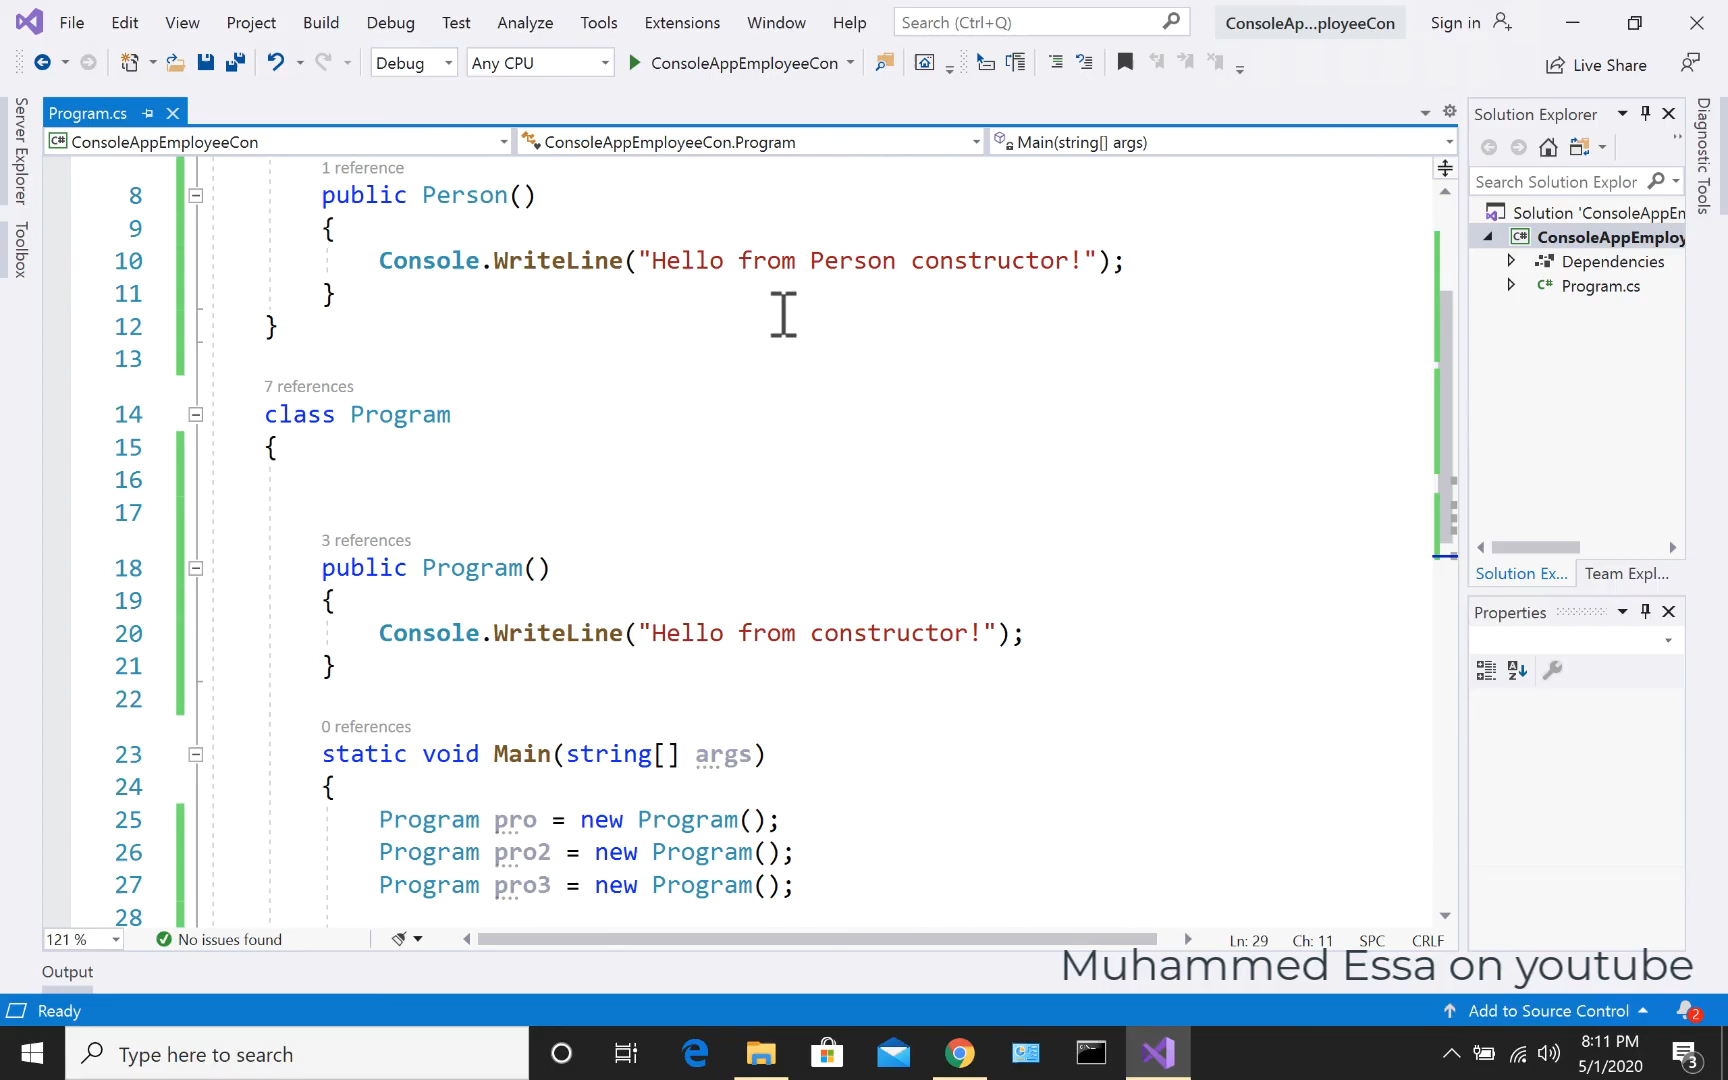 File Edit View Project Build Debug Test Analyze Tools Extensions Window Help Search (Ctrl+Q) ConsoleAp...ployeeCon Sign in
Debug Any CPU ConsoleAppEmployeeCon Live Share
Server Explorer
Toolbox
Program.cs
ConsoleAppEmployeeCon ConsoleAppEmployeeCon.Program Main(string[] args)
1 reference
8 public Person()
9 {
10 Console.WriteLine("Hello from Person constructor!");
11 }
12 }
13
7 references
14 class Program
15 {
16
17
3 references
18 public Program()
19 {
20 Console.WriteLine("Hello from constructor!");
21 }
22
0 references
23 static void Main(string[] args)
24 {
25 Program pro = new Program();
26 Program pro2 = new Program();
27 Program pro3 = new Program();
28
121 % No issues found Ln: 29 Ch: 11 SPC CRLF
Solution Explorer
Search Solution Explor
Solution 'ConsoleAppEn
ConsoleAppEmploy
Dependencies
C# Program.cs
Solution Ex... Team Expl...
Properties
Diagnostic Tools
Output
Muhammed Essa on youtube
Ready Add to Source Control 2
Type here to search
8:11 PM
5/1/2020
3